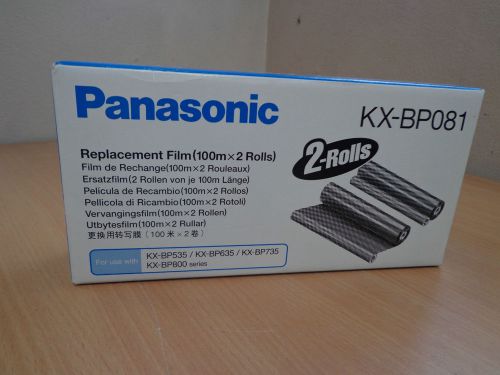 Panasonic
KX-BP081
Replacement Film(100m×2 Rolls)
Film de Rechange(100m×2 Rouleaux)
Ersatzfilm(2 Rollen von je 100m Länge)
Pelicula de Recambio(100m×2 Rollos)
Pellicola di Ricambio(100m×2 Rotoli)
Vervangingsfilm(100m×2 Rollen)
Utbytesfilm(100m×2 Rullar)
更换用转写膜(100米×2卷)
2-Rolls
For use with
KX-BP535 / KX-BP635 / KX-BP735
KX-BP800 series